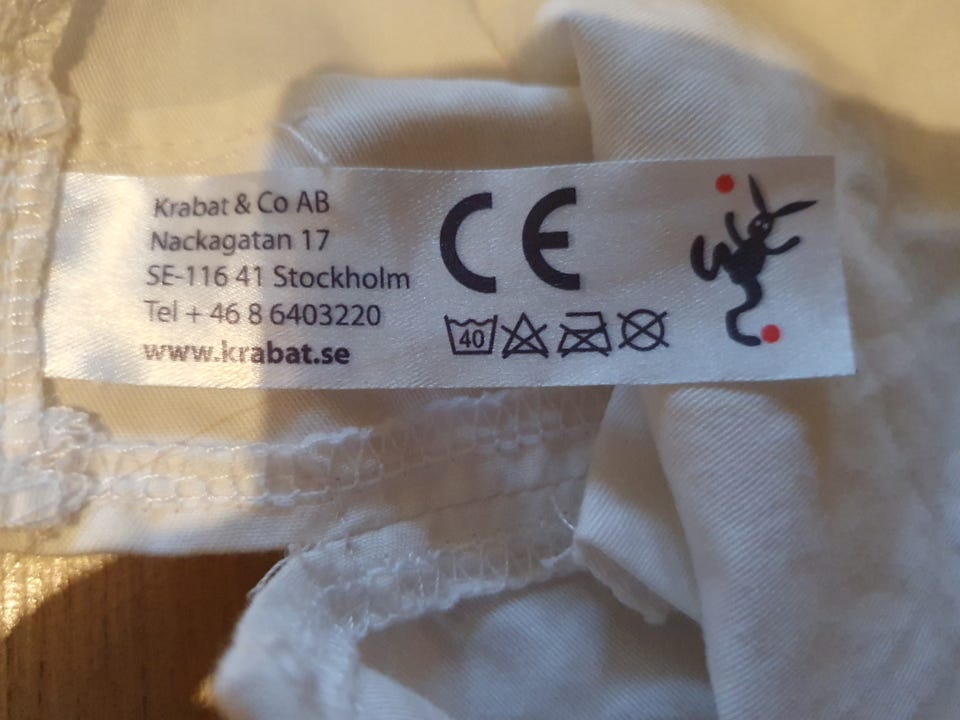 Krabat & Co AB
Nackagatan 17
SE-116 41 Stockholm
Tel + 46 8 6403220
www.krabat.se
CE
40